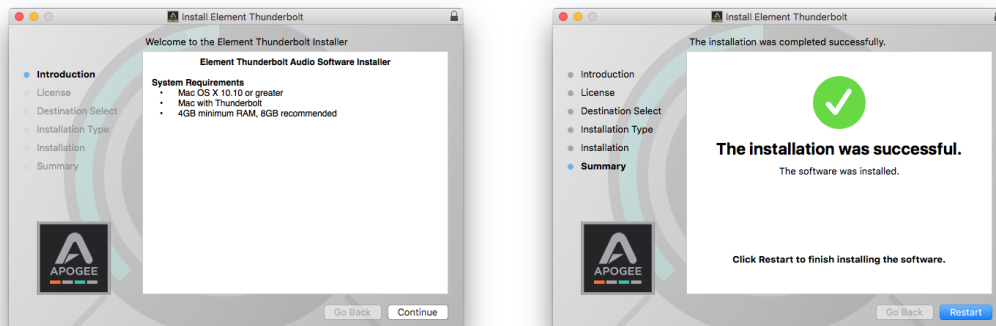 Install Element Thunderbolt
Welcome to the Element Thunderbolt Installer
Introduction
License
Destination Select
Installation Type
Installation
Summary
Element Thunderbolt Audio Software Installer
System Requirements
• Mac OS X 10.10 or greater
• Mac with Thunderbolt
• 4GB minimum RAM, 8GB recommended
APOGEE
Go Back
Continue
Install Element Thunderbolt
The installation was completed successfully.
Introduction
License
Destination Select
Installation Type
Installation
Summary
The installation was successful.
The software was installed.
Click Restart to finish installing the software.
APOGEE
Go Back
Restart